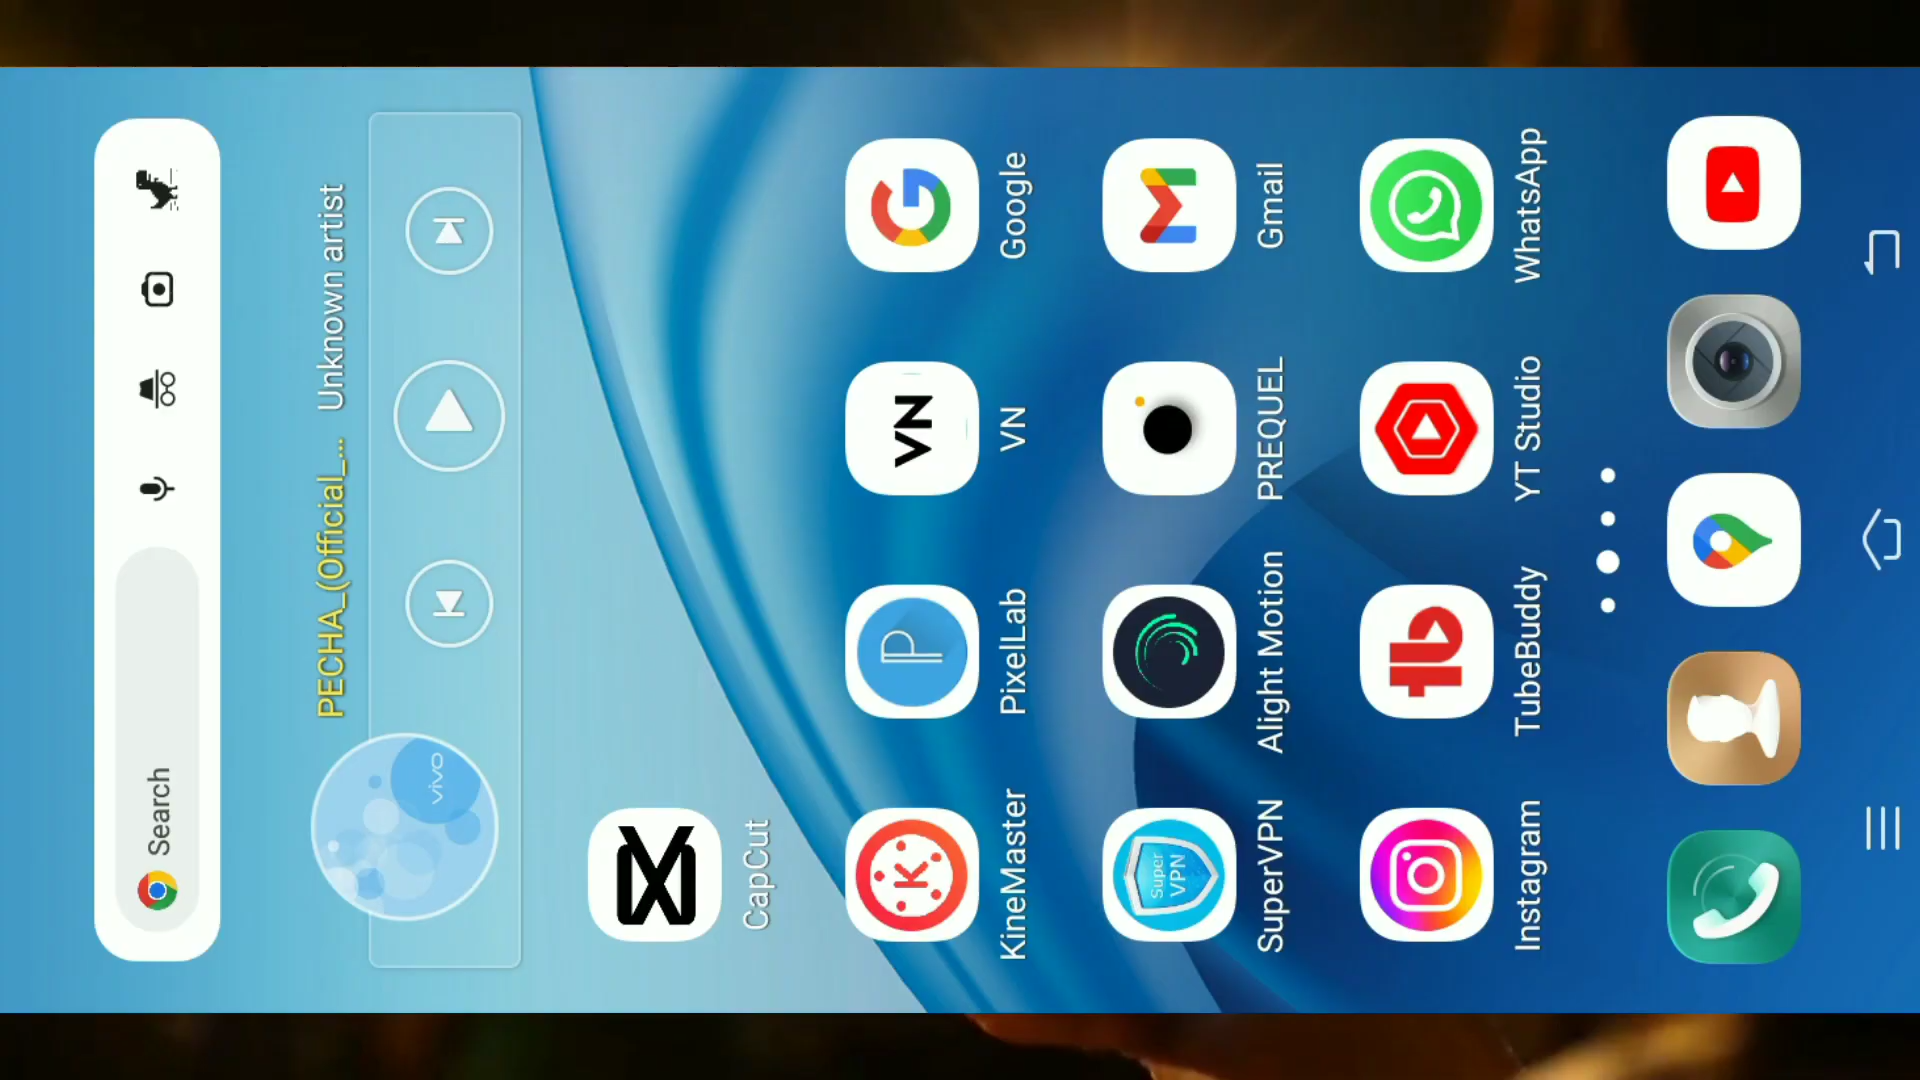 Search
PECHA_(Official_... Unknown artist
vivo
CapCut
VN
KineMaster PixelLab VN Google
Super
VPN
SuperVPN Alight Motion PREQUEL Gmail
Instagram TubeBuddy YT Studio WhatsApp